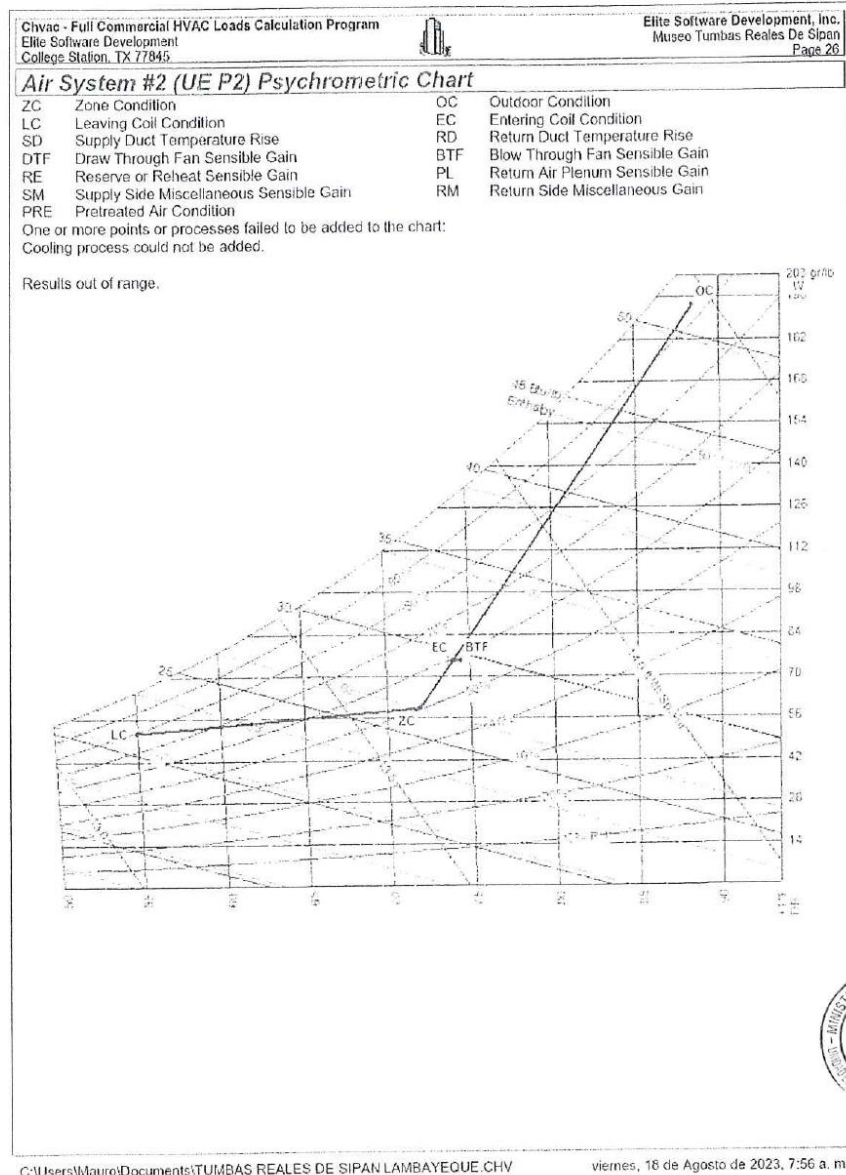 Chvac - Full Commercial HVAC Loads Calculation Program
Elite Software Development
College Station, TX 77845
Elite Software Development, Inc.
Museo Tumbas Reales De Sipan
Page 26
Air System #2 (UE P2) Psychrometric Chart
ZC Zone Condition OC Outdoor Condition
LC Leaving Coil Condition EC Entering Coil Condition
SD Supply Duct Temperature Rise RD Return Duct Temperature Rise
DTF Draw Through Fan Sensible Gain BTF Blow Through Fan Sensible Gain
RE Reserve or Reheat Sensible Gain PL Return Air Plenum Sensible Gain
SM Supply Side Miscellaneous Sensible Gain RM Return Side Miscellaneous Gain
PRE Pretreated Air Condition
One or more points or processes failed to be added to the chart:
Cooling process could not be added.
Results out of range.
203 gr/lb
W
OC
50
182
168
Enthalpy
154
40
140
126
35
112
98
30
84
EC BTF
25
70
ZC
56
LC
42
28
14
C:\Users\Mauro\Documents\TUMBAS REALES DE SIPAN LAMBAYEQUE.CHV
viernes, 18 de Agosto de 2023, 7:56 a. m